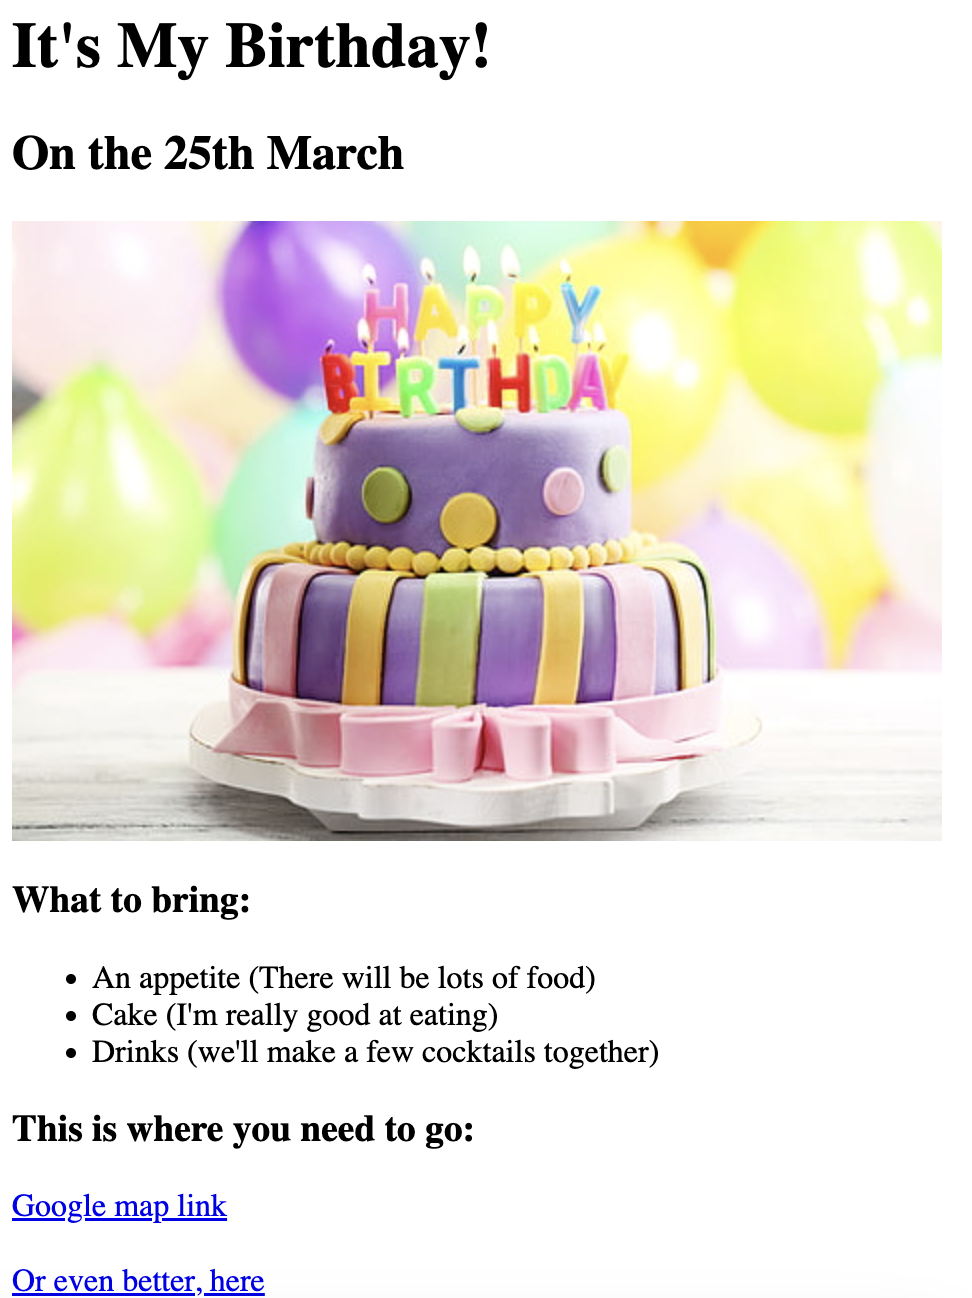 It's My Birthday!
On the 25th March
HAPPY
BIRTHDAY
What to bring:
An appetite (There will be lots of food)
Cake (I'm really good at eating)
Drinks (we'll make a few cocktails together)
This is where you need to go:
Google map link
Or even better, here